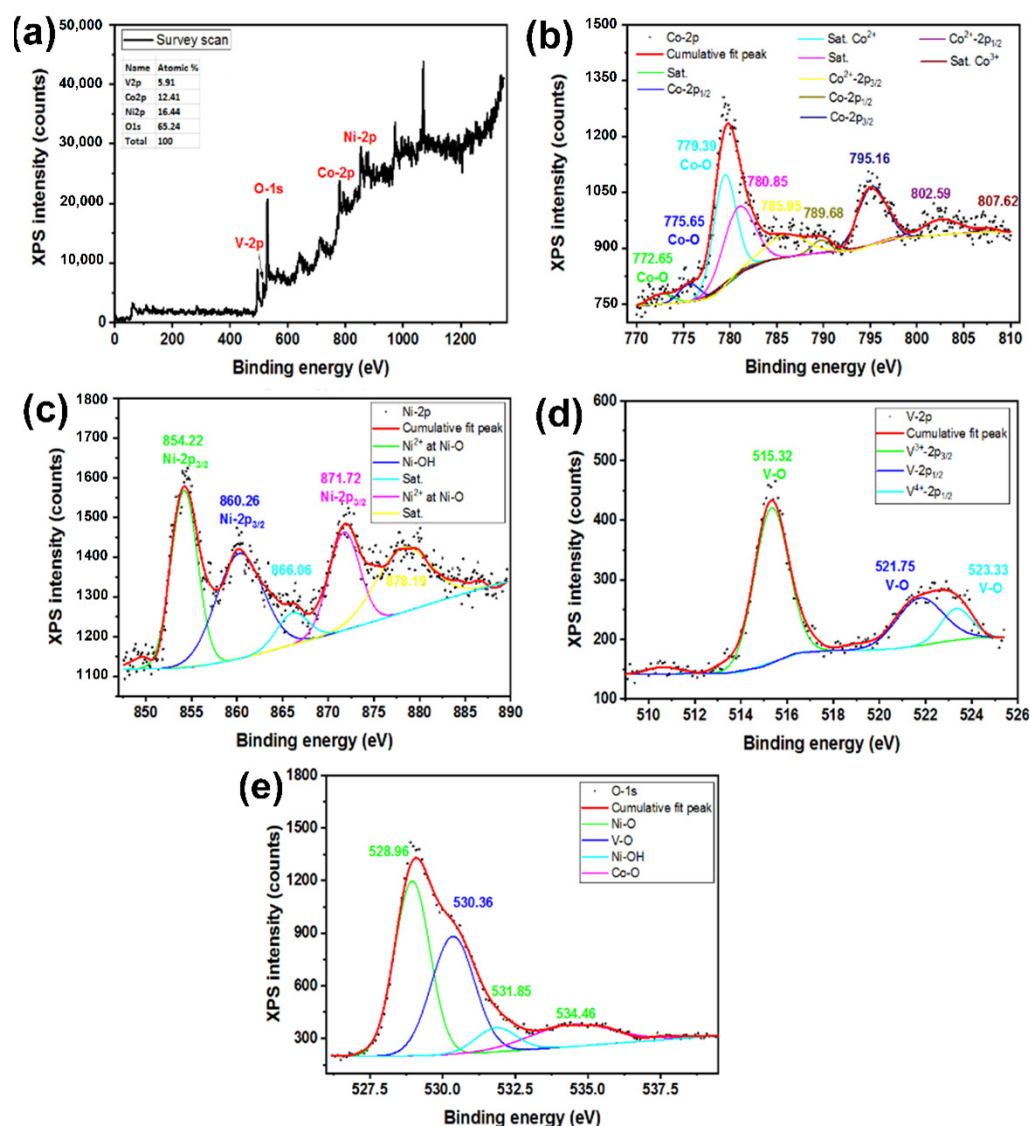 (a)
Survey scan
Name Atomic %
V2p 5.91
Co2p 12.41
Ni2p 16.44
O1s 65.24
Total 100
O-1s
V-2p
Co-2p
Ni-2p
50,000
40,000
30,000
20,000
10,000
0
0 200 400 600 800 1000 1200
XPS intensity (counts)
Binding energy (eV)
(b)
Co-2p
Cumulative fit peak
Sat.
Co-2p1/2
Sat. Co2+
Sat.
Co2+-2p3/2
Co-2p1/2
Co-2p3/2
Co2+-2p1/2
Sat. Co3+
779.39
Co-O
780.85
775.65
Co-O
772.65
Co-O
785.95
789.68
795.16
802.59
807.62
1500
1350
1200
1050
900
750
770 775 780 785 790 795 800 805 810
XPS intensity (counts)
Binding energy (eV)
(c)
Ni-2p
Cumulative fit peak
Ni2+ at Ni-O
Ni-OH
Sat.
Ni2+ at Ni-O
Sat.
854.22
Ni-2p3/2
860.26
Ni-2p3/2
866.06
871.72
Ni-2p3/2
878.19
1800
1700
1600
1500
1400
1300
1200
1100
850 855 860 865 870 875 880 885 890
XPS intensity (counts)
Binding energy (eV)
(d)
V-2p
Cumulative fit peak
V3+-2p3/2
V-2p1/2
V4+-2p1/2
515.32
V-O
521.75
V-O
523.33
V-O
600
500
400
300
200
100
510 512 514 516 518 520 522 524 526
XPS intensity (counts)
Binding energy (eV)
(e)
O-1s
Cumulative fit peak
Ni-O
V-O
Ni-OH
Co-O
528.96
530.36
531.85
534.46
1800
1500
1200
900
600
300
527.5 530.0 532.5 535.0 537.5
XPS intensity (counts)
Binding energy (eV)